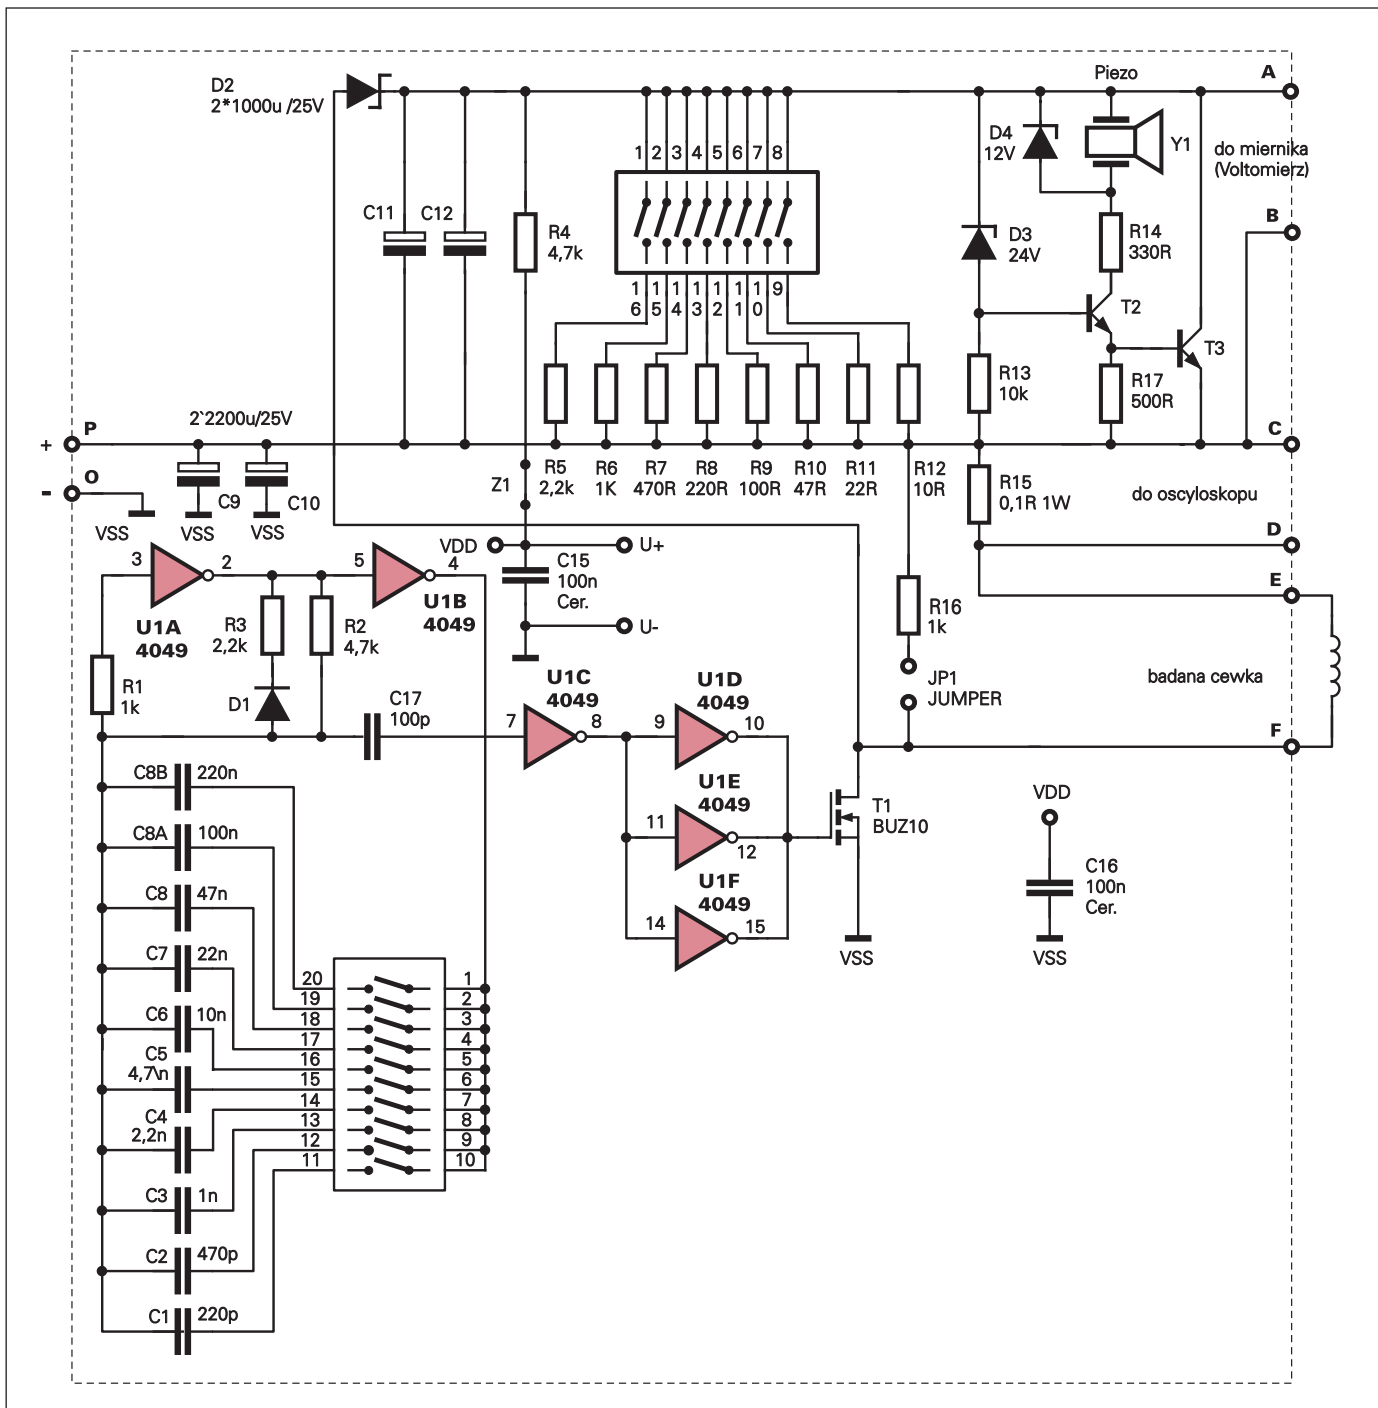 D2
2*1000u /25V
Piezo
A
D4
12V
Y1
do miernika
(Voltomierz)
1 2 3 4 5 6 7 8
C11
C12
R4
4,7k
D3
24V
R14
330R
B
T2
1 1 1 1 1 1 1 9
6 5 4 3 2 1 0
T3
R13
10k
R17
500R
2`2200u/25V
+
P
C
-
O
C9
C10
VSS
VSS
VSS
Z1
R5
2,2k
R6
1K
R7
470R
R8
220R
R9
100R
R10
47R
R11
22R
R12
10R
R15
0,1R 1W
do oscyloskopu
D
VDD
U+
C15
100n
Cer.
U-
E
3
2
5
4
U1A
4049
U1B
4049
R3
2,2k
R2
4,7k
R1
1k
D1
C17
100p
R16
1k
JP1
JUMPER
badana cewka
F
U1C
4049
7
8
U1D
4049
9
10
U1E
4049
11
12
U1F
4049
14
15
T1
BUZ10
VSS
VDD
C16
100n
Cer.
VSS
C8B
220n
C8A
100n
C8
47n
C7
22n
C6
10n
C5
4,7\n
C4
2,2n
C3
1n
C2
470p
C1
220p
20 1
19 2
18 3
17 4
16 5
15 6
14 7
13 8
12 9
11 10